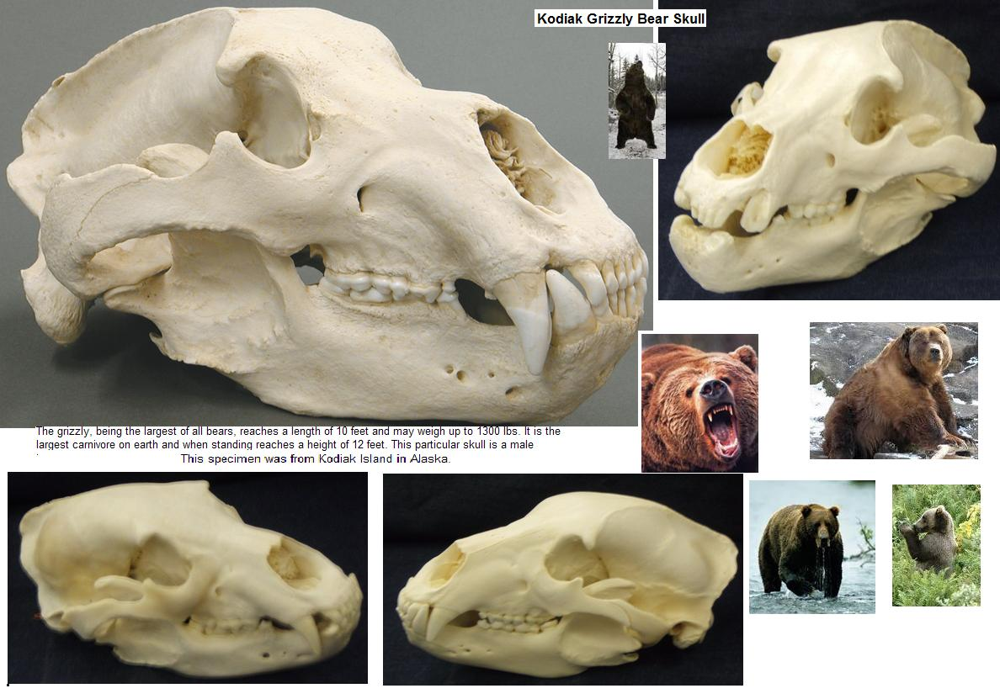 Kodiak Grizzly Bear Skull
The grizzly, being the largest of all bears, reaches a length of 10 feet and may weigh up to 1300 lbs. It is the
largest carnivore on earth and when standing reaches a height of 12 feet. This particular skull is a male
.
This specimen was from Kodiak Island in Alaska.